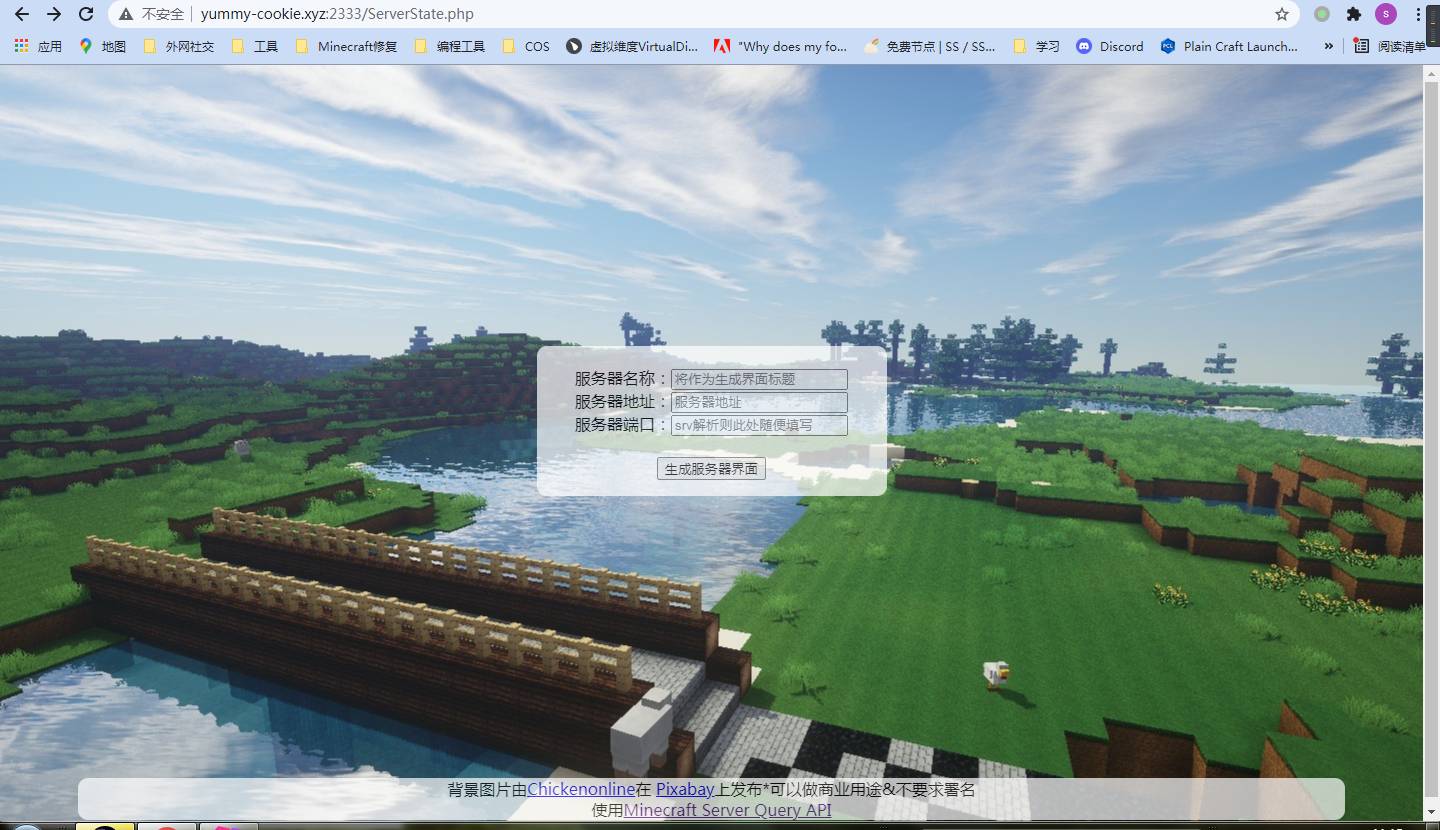 不安全 yummy-cookie.xyz:2333/ServerState.php S
应用 地图 外网社交 工具 Minecraft修复 编程工具 COS 虚拟维度VirtualDi... "Why does my fo... 免费节点 | SS / SS... 学习 PCL Discord Plain Craft Launch... » 阅读清单
服务器名称：将作为生成界面标题
服务器地址：服务器地址
服务器端口：srv解析则此处随便填写
生成服务器界面
背景图片由Chickenonline在 Pixabay上发布*可以做商业用途&不要求署名
使用Minecraft Server Query API